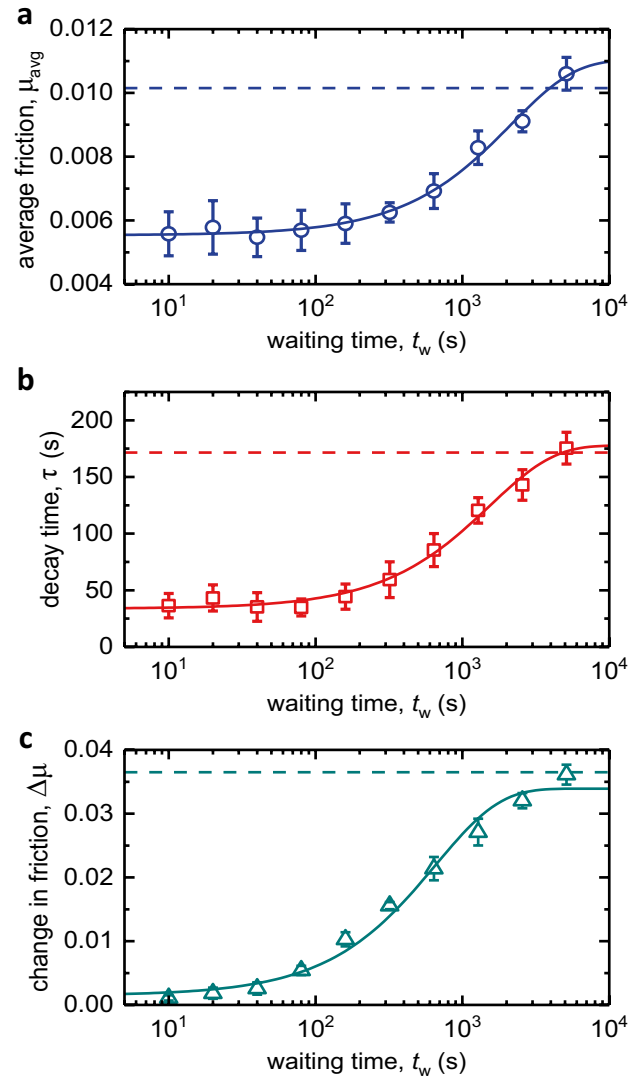 a
0.012
0.010
0.008
0.006
0.004
average friction, μavg
10¹ 10² 10³ 10⁴
waiting time, tw (s)
b
200
150
100
50
0
decay time, τ (s)
10¹ 10² 10³ 10⁴
waiting time, tw (s)
c
0.04
0.03
0.02
0.01
0.00
change in friction, Δμ
10¹ 10² 10³ 10⁴
waiting time, tw (s)